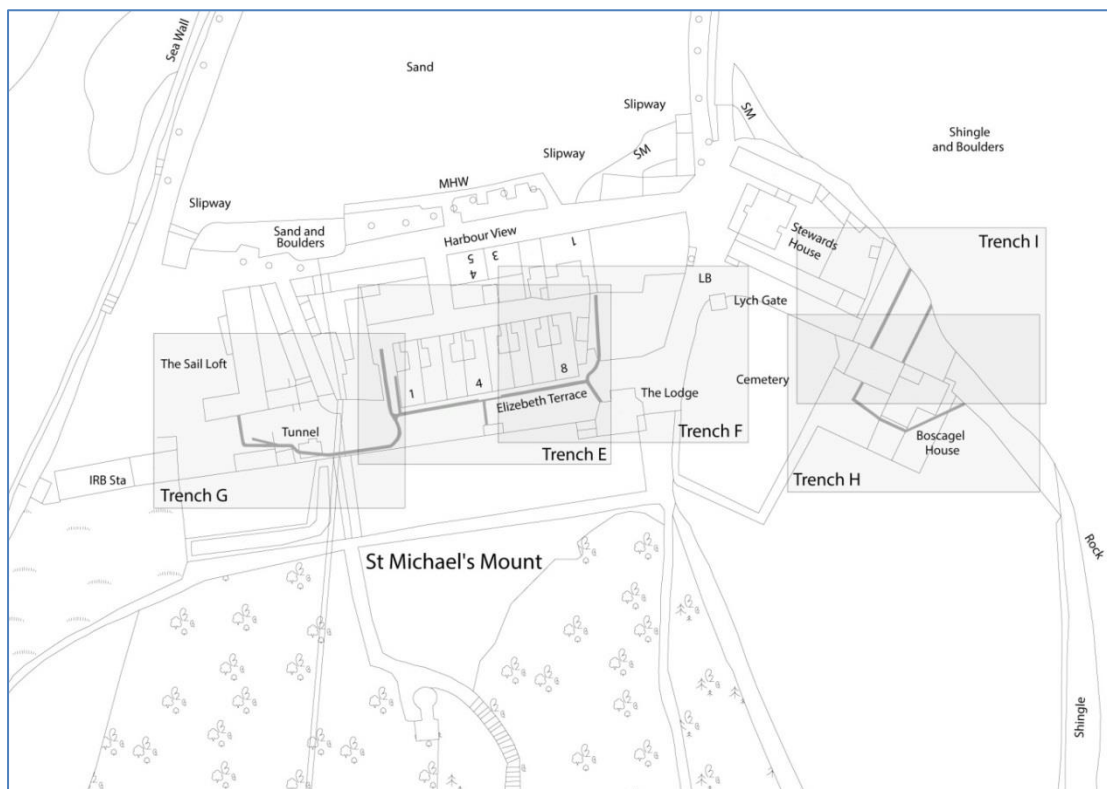 Sea Wall
Sand
Slipway
SM
Shingle
and Boulders
Slipway
SM
MHW
Slipway
Sand and
Boulders
Harbour View
1
3
5
4
Stewards
House
Trench I
LB
Lych Gate
The Sail Loft
8
4
1
Elizebeth Terrace
The Lodge
Cemetery
Tunnel
Trench F
Boscagel
House
Trench E
IRB Sta
Trench G
Trench H
St Michael's Mount
Rock
Shingle